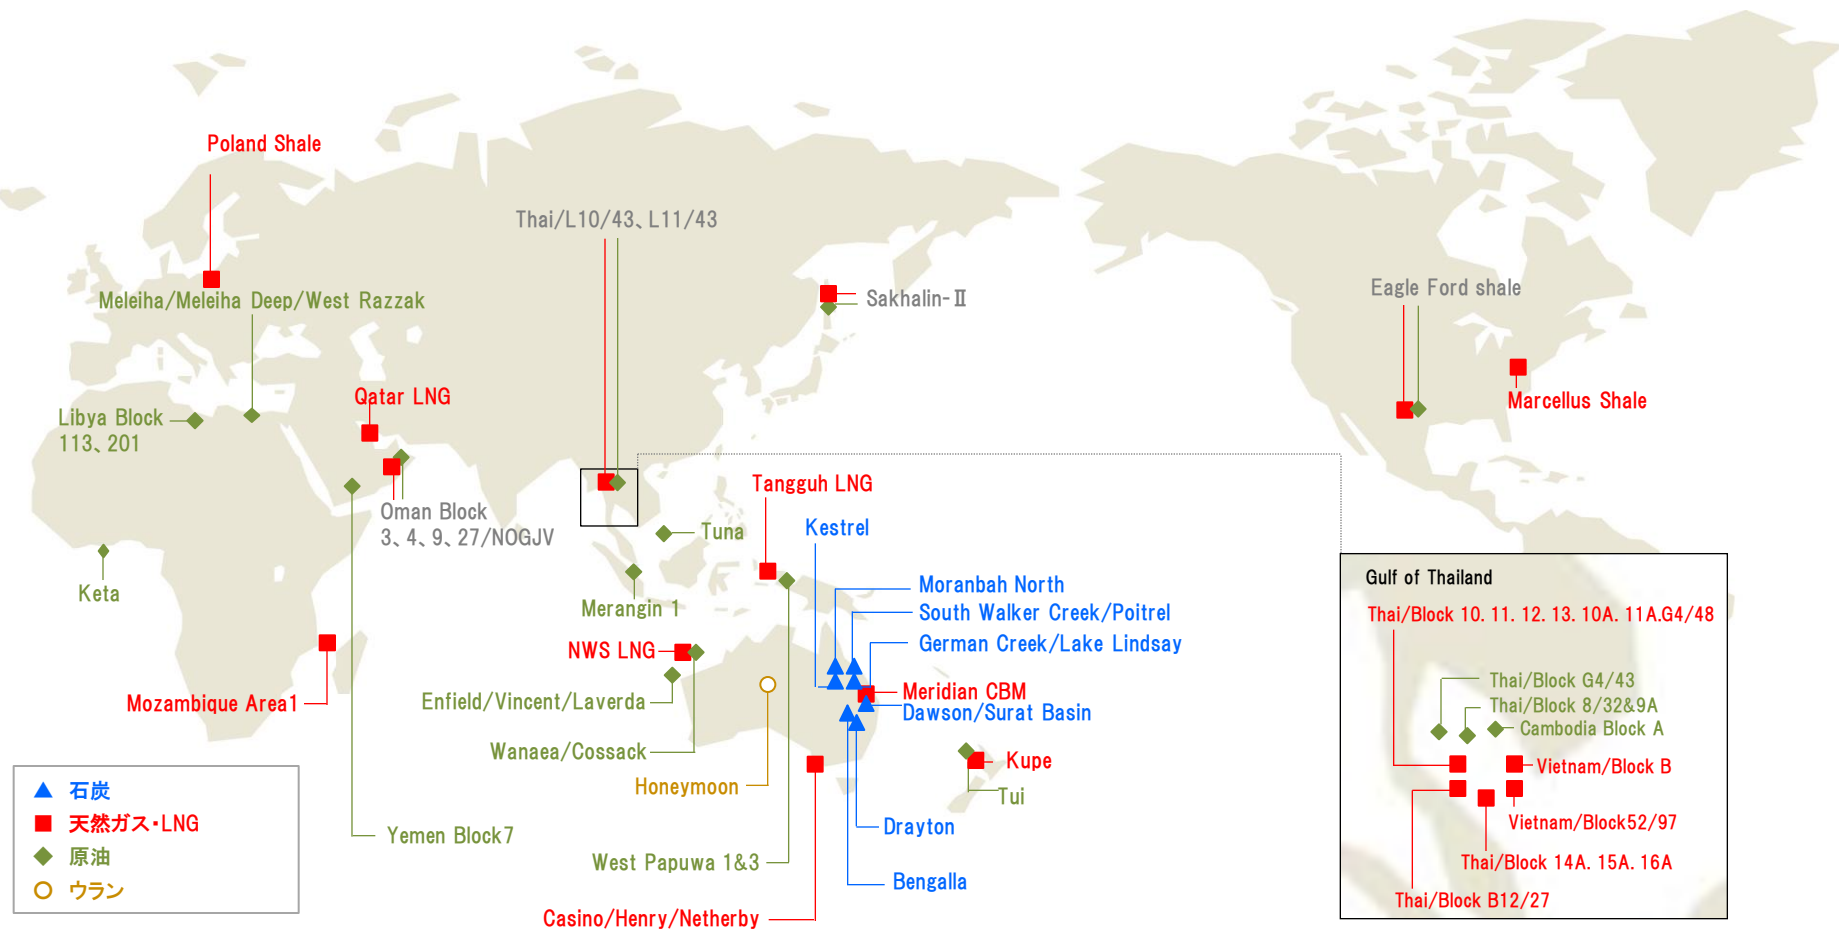 Poland Shale
Thai/L10/43、L11/43
Meleiha/Meleiha Deep/West Razzak
Sakhalin-Ⅱ
Eagle Ford shale
Qatar LNG
Marcellus Shale
Libya Block
113、201
Oman Block
3、4、9、27/NOGJV
Tangguh LNG
Kestrel
Tuna
Keta
Merangin 1
Moranbah North
South Walker Creek/Poitrel
German Creek/Lake Lindsay
NWS LNG
Meridian CBM
Enfield/Vincent/Laverda
Mozambique Area1
Dawson/Surat Basin
Wanaea/Cossack
Kupe
Honeymoon
Tui
Drayton
Yemen Block7
West Papuwa 1&3
Bengalla
Casino/Henry/Netherby
石炭
天然ガス・LNG
原油
ウラン
Gulf of Thailand
Thai/Block 10. 11. 12. 13. 10A. 11A.G4/48
Thai/Block G4/43
Thai/Block 8/32&9A
Cambodia Block A
Vietnam/Block B
Vietnam/Block52/97
Thai/Block 14A. 15A. 16A
Thai/Block B12/27